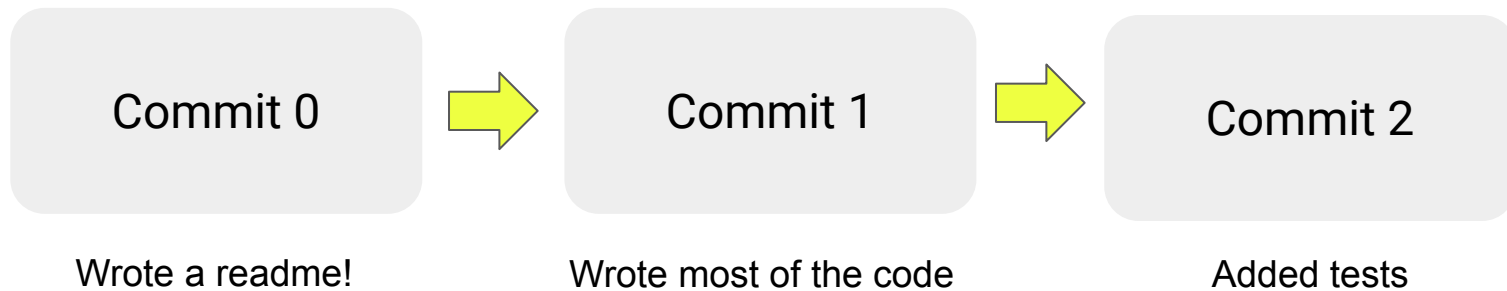 Commit 0
Commit 1
Commit 2
Wrote a readme!
Wrote most of the code
Added tests